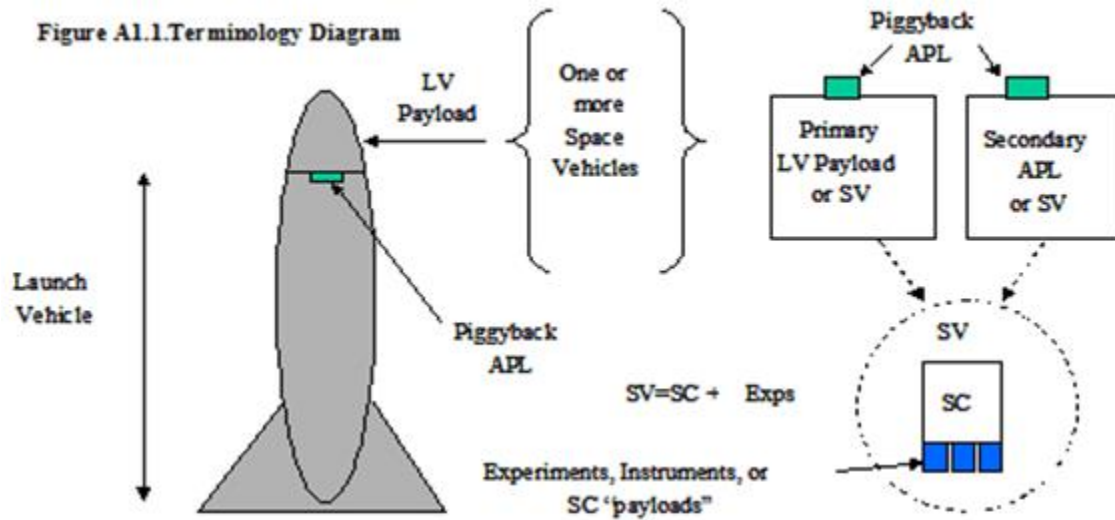 Figure A1.1.Terminology Diagram
LV
Payload
One or
more
Space
Vehicles
Piggyback
APL
Primary
LV Payload
or SV
Secondary
APL
or SV
Launch
Vehicle
Piggyback
APL
SV
SC
SV=SC + Exps
Experiments, Instruments, or
SC "payloads"